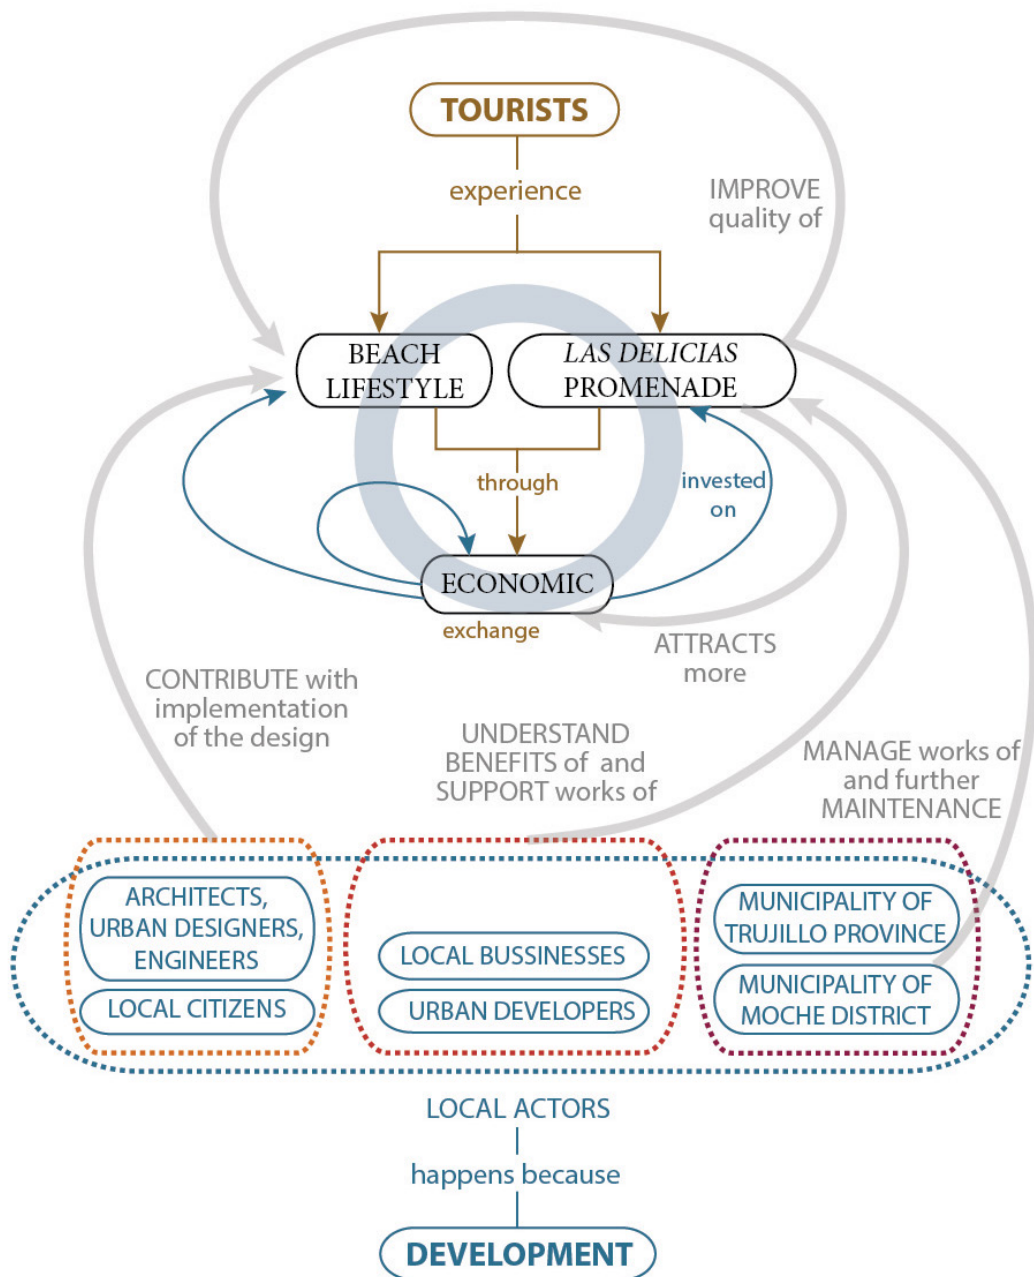 TOURISTS
experience
IMPROVE
quality of
BEACH
LIFESTYLE
LAS DELICIAS
PROMENADE
through
invested
on
ECONOMIC
exchange
ATTRACTS
more
CONTRIBUTE with
implementation
of the design
UNDERSTAND
BENEFITS of and
SUPPORT works of
MANAGE works of
and further
MAINTENANCE
ARCHITECTS,
URBAN DESIGNERS,
ENGINEERS
LOCAL CITIZENS
LOCAL BUSSINESSES
URBAN DEVELOPERS
MUNICIPALITY OF
TRUJILLO PROVINCE
MUNICIPALITY OF
MOCHE DISTRICT
LOCAL ACTORS
happens because
DEVELOPMENT